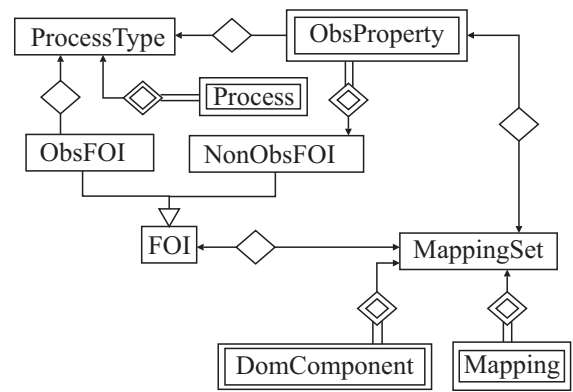 ProcessType
ObsProperty
Process
ObsFOI
NonObsFOI
FOI
MappingSet
DomComponent
Mapping